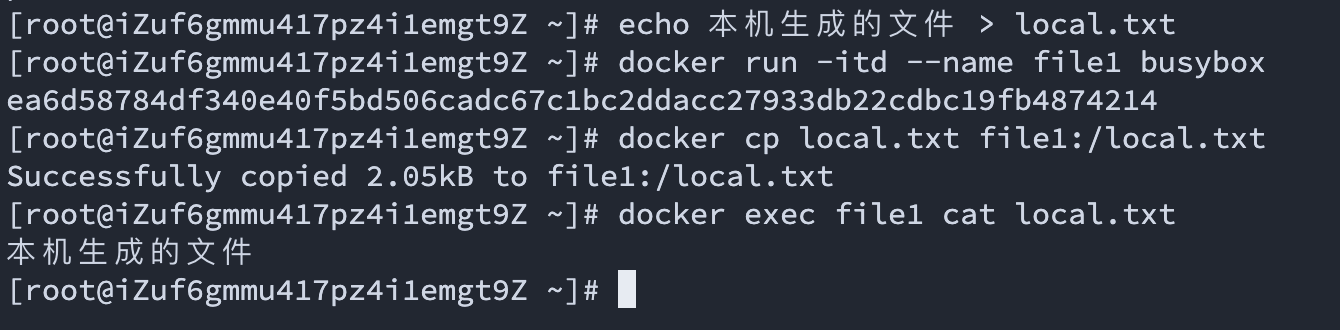 [root@iZuf6gmmu417pz4i1emgt9Z ~]# echo 本机生成的文件 > local.txt
[root@iZuf6gmmu417pz4i1emgt9Z ~]# docker run -itd --name file1 busybox
ea6d58784df340e40f5bd506cadc67c1bc2ddacc27933db22cdbc19fb4874214
[root@iZuf6gmmu417pz4i1emgt9Z ~]# docker cp local.txt file1:/local.txt
Successfully copied 2.05kB to file1:/local.txt
[root@iZuf6gmmu417pz4i1emgt9Z ~]# docker exec file1 cat local.txt
本机生成的文件
[root@iZuf6gmmu417pz4i1emgt9Z ~]#